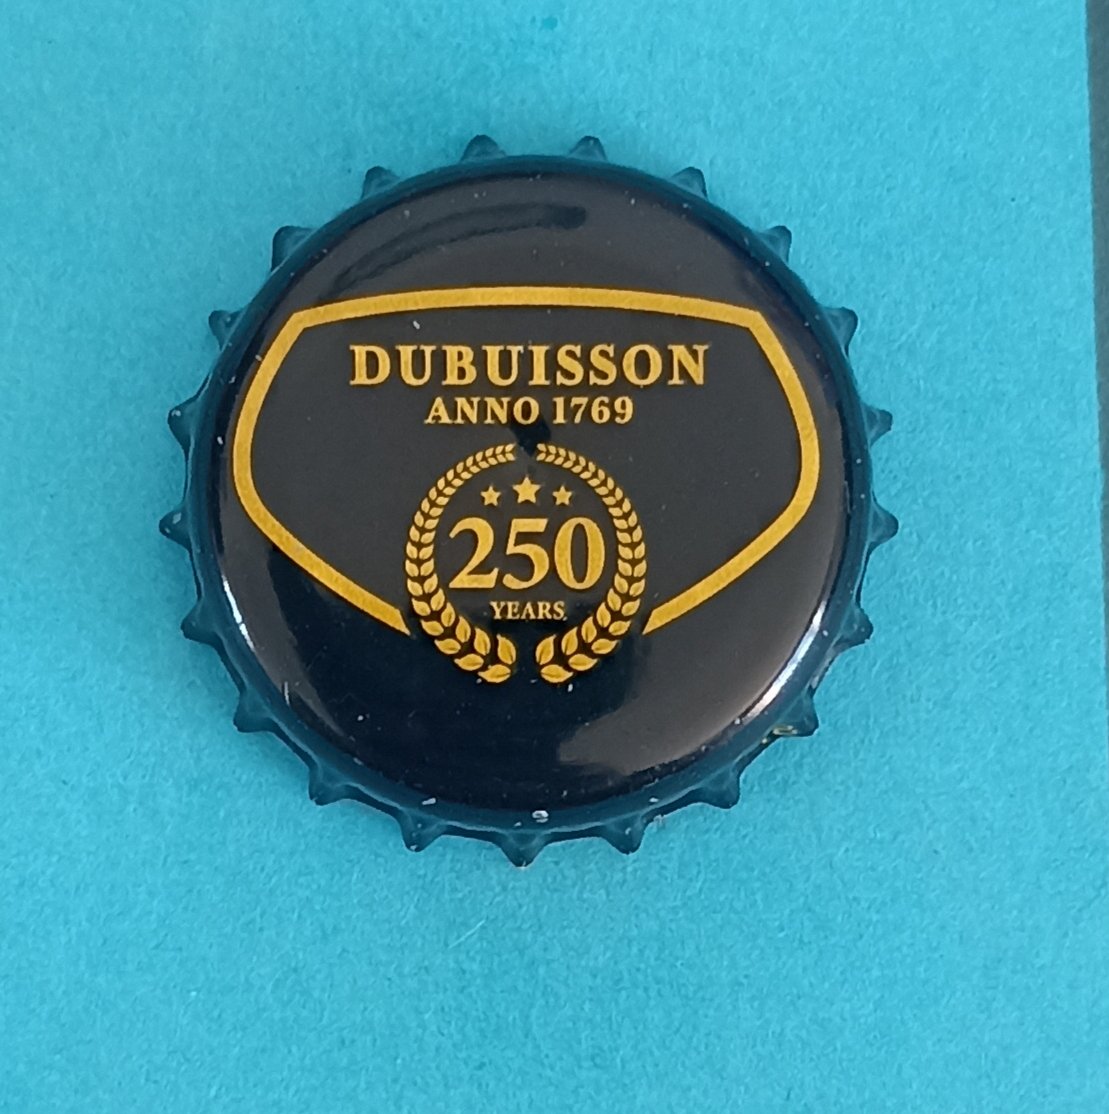 DUBUISSON
ANNO 1769
250
YEARS